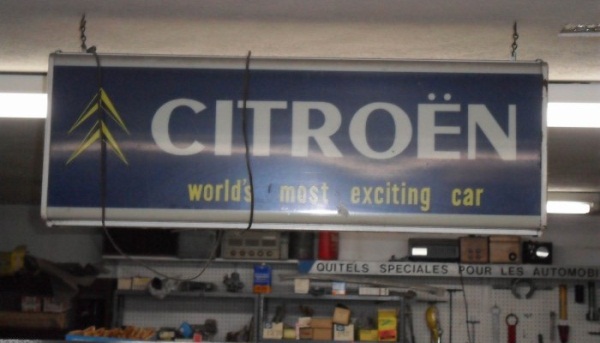 CITROËN
world's most exciting car
QUITELS SPECIALES POUR LES AUTOMOBI